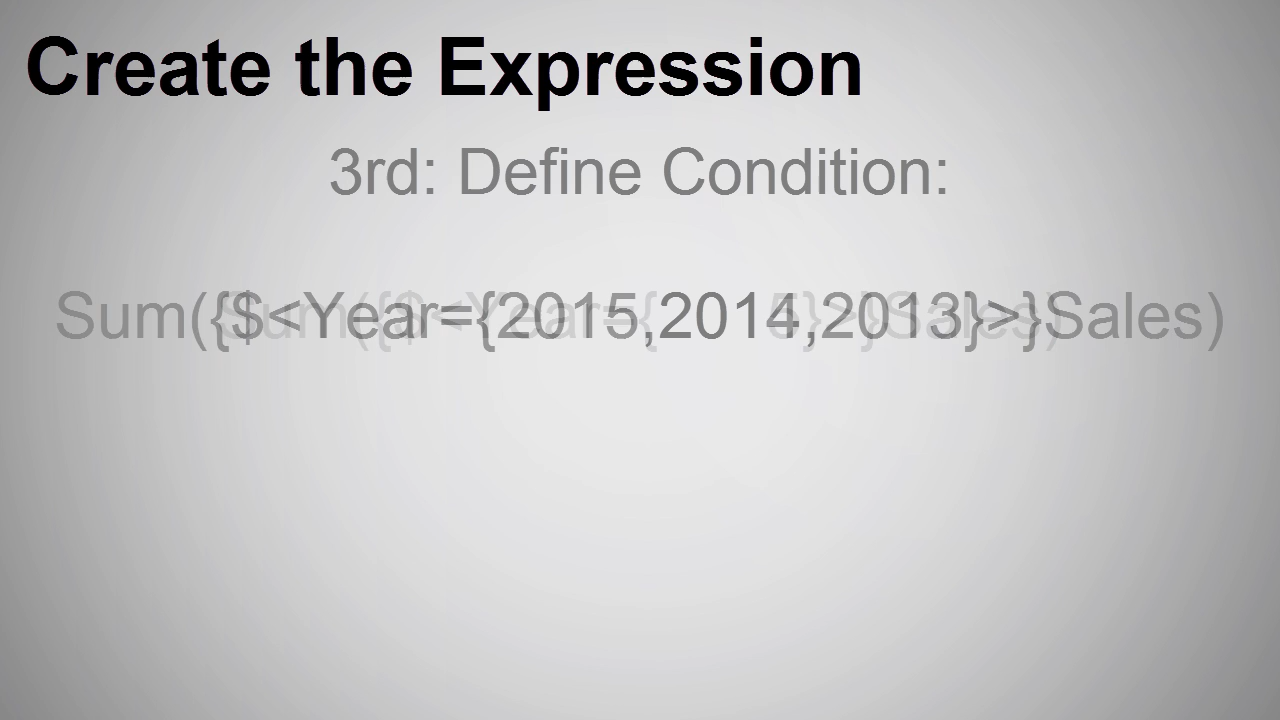 Create the Expression
3rd: Define Condition:
Sum({$<Year={2015,2014,2013}>}Sales)